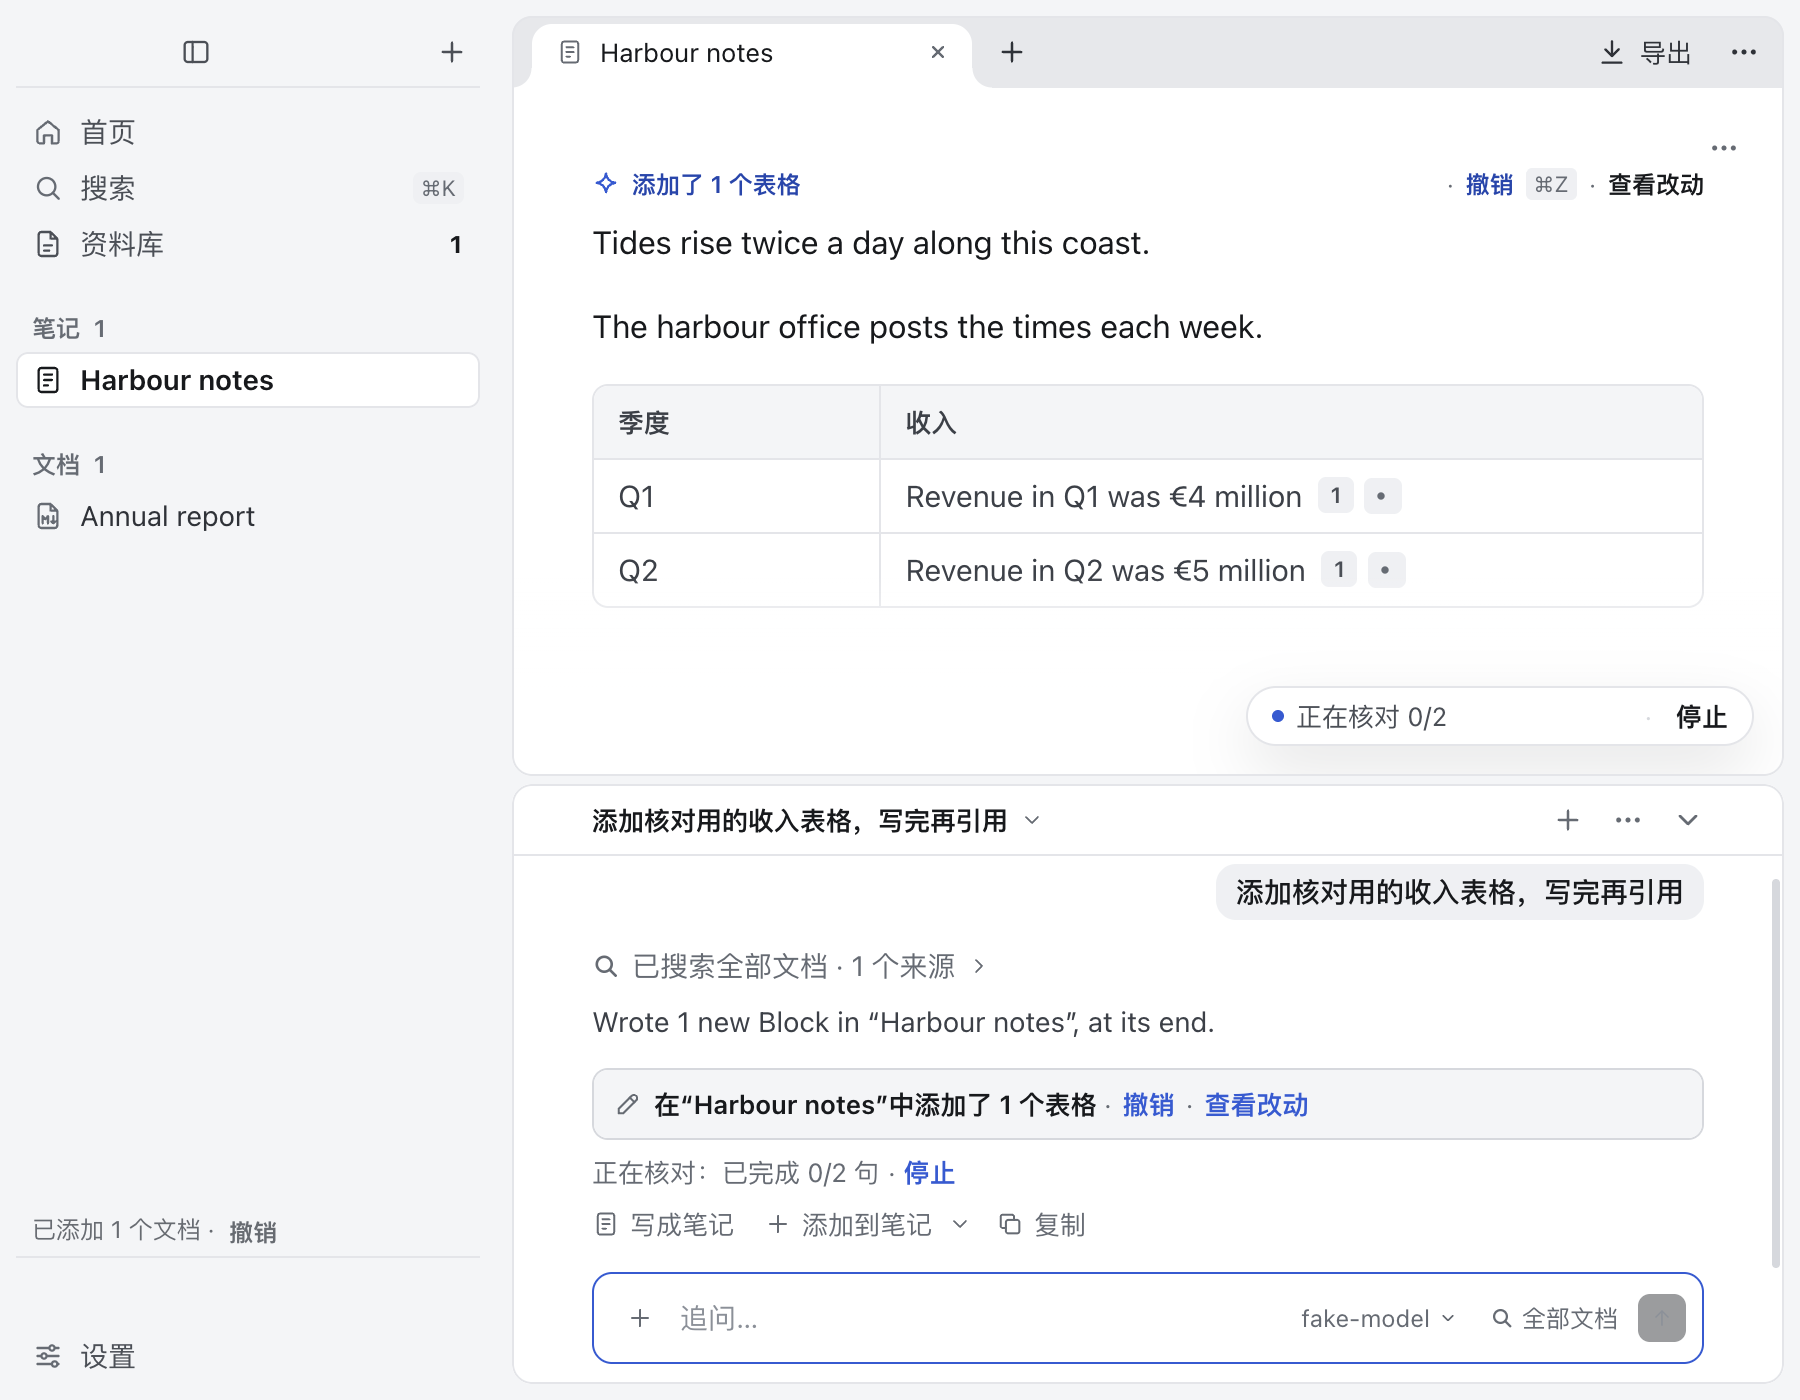 首页
搜索 ⌘K
资料库 1
笔记 1
Harbour notes
文档 1
Annual report
已添加 1 个文档 · 撤销
设置
Harbour notes
导出
添加了 1 个表格 · 撤销 ⌘Z · 查看改动
Tides rise twice a day along this coast.
The harbour office posts the times each week.
季度 收入
Q1 Revenue in Q1 was €4 million 1
Q2 Revenue in Q2 was €5 million 1
正在核对 0/2 · 停止
添加核对用的收入表格，写完再引用
添加核对用的收入表格，写完再引用
已搜索全部文档 · 1 个来源
Wrote 1 new Block in “Harbour notes”, at its end.
在“Harbour notes”中添加了 1 个表格 · 撤销 · 查看改动
正在核对：已完成 0/2 句 · 停止
写成笔记 添加到笔记 复制
追问… fake-model 全部文档